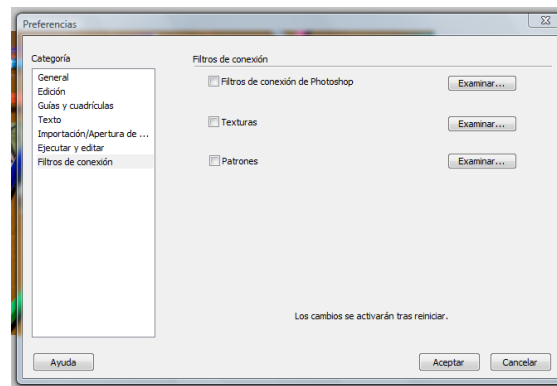 Preferencias
Categoría
General
Edición
Guías y cuadrículas
Texto
Importación/Apertura de ...
Ejecutar y editar
Filtros de conexión
Filtros de conexión
Filtros de conexión de Photoshop
Examinar...
Texturas
Examinar...
Patrones
Examinar...
Los cambios se activarán tras reiniciar.
Ayuda
Aceptar
Cancelar